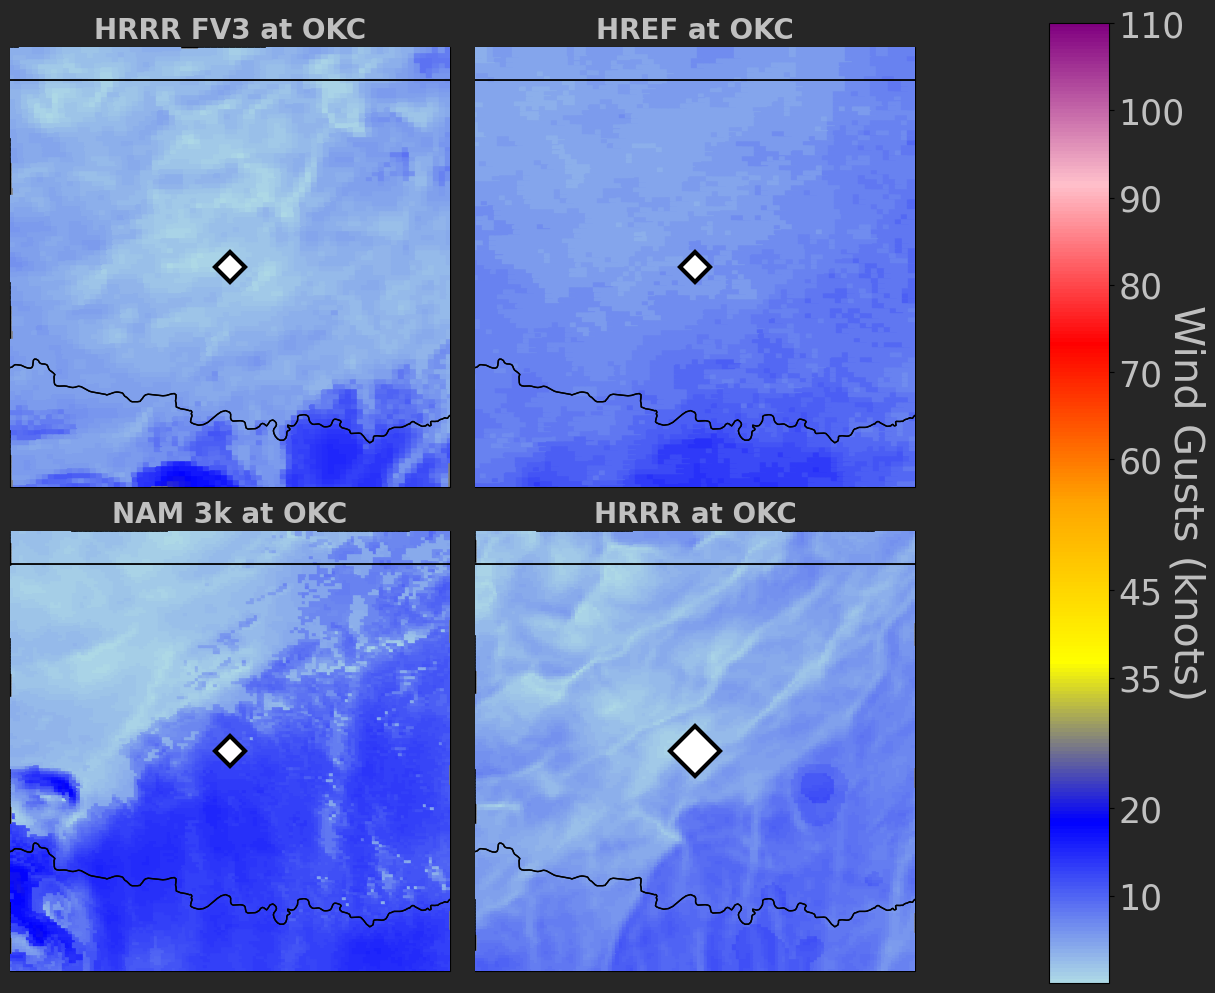 HRRR FV3 at OKC
HREF at OKC
NAM 3k at OKC
HRRR at OKC
110
100
90
80
70
60
45
35
20
10
Wind Gusts (knots)